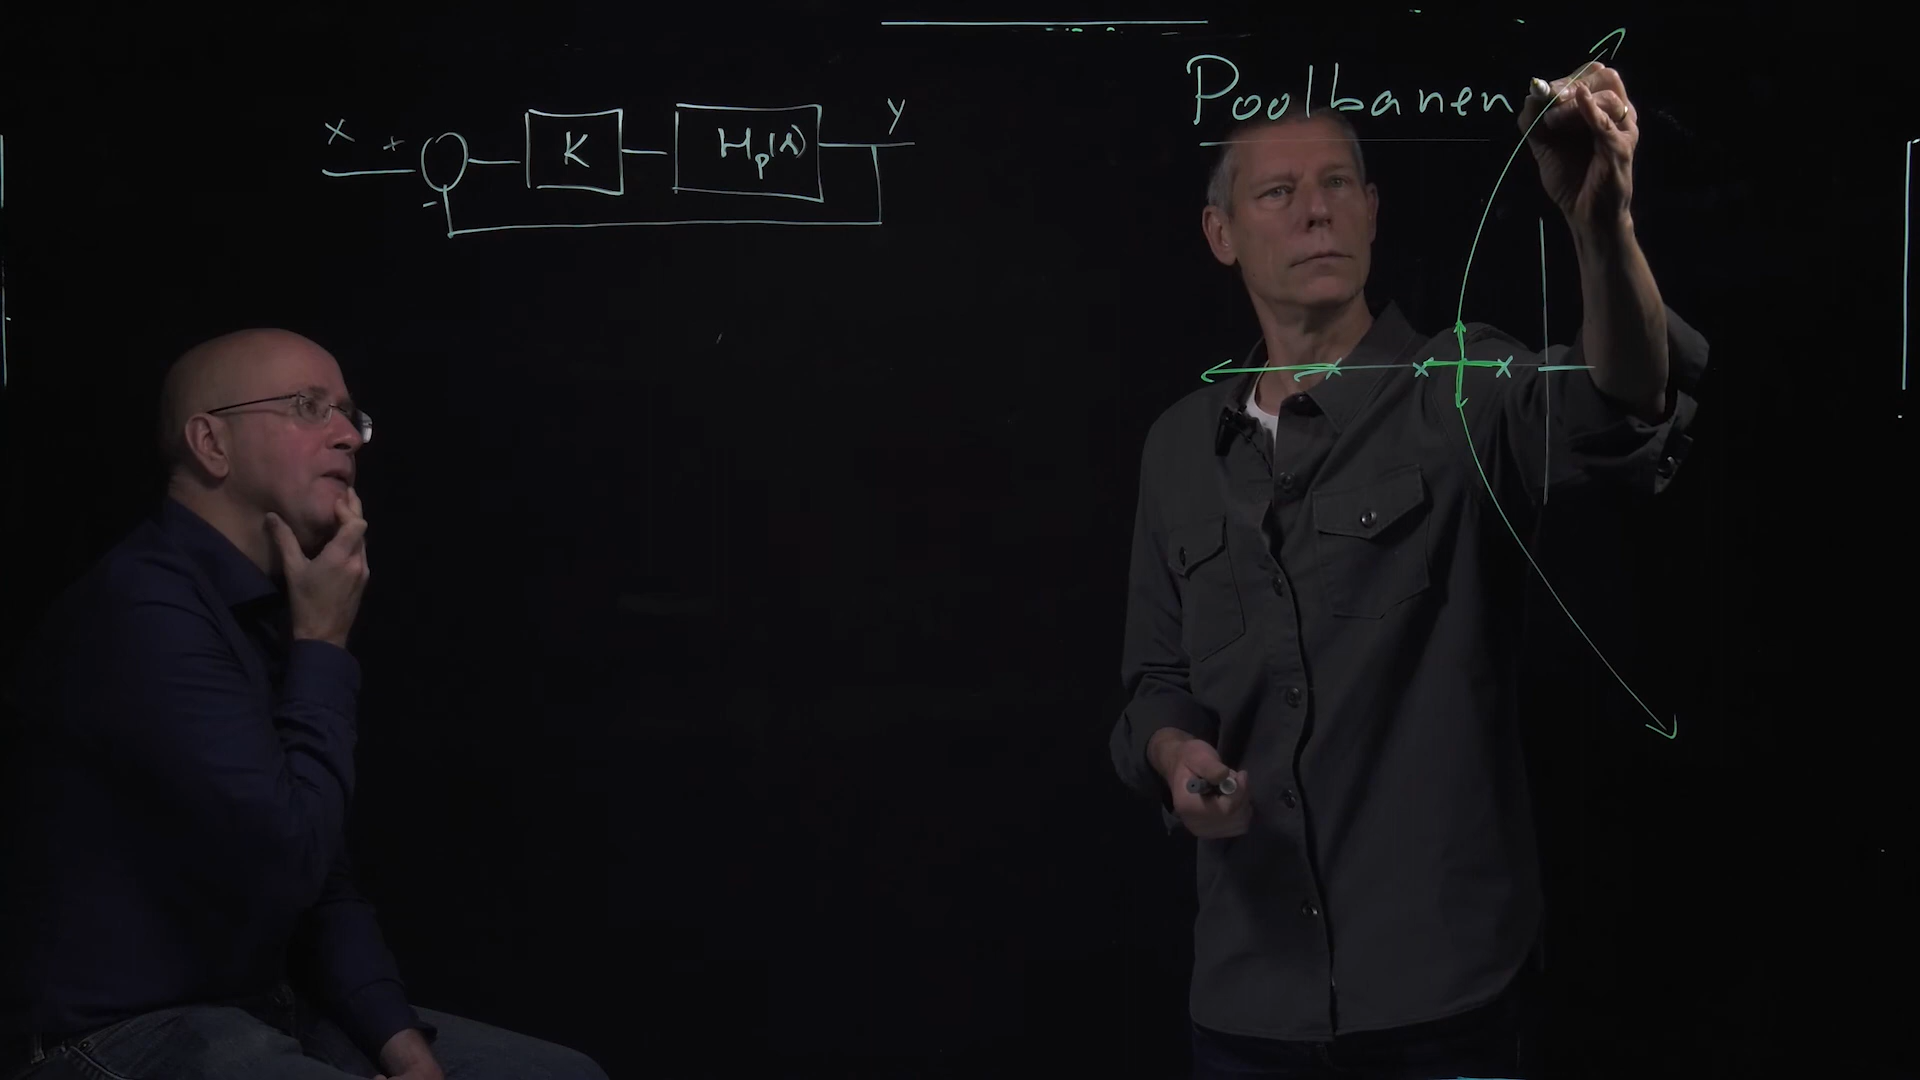 Poolbanen
x + K Hp(s) y
-